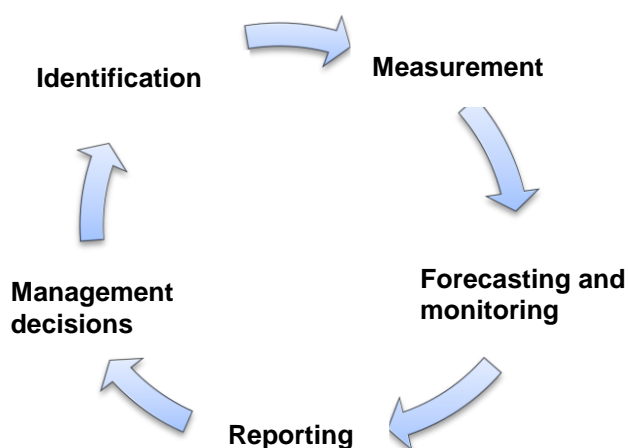 Identification
Measurement
Forecasting and
monitoring
Reporting
Management
decisions